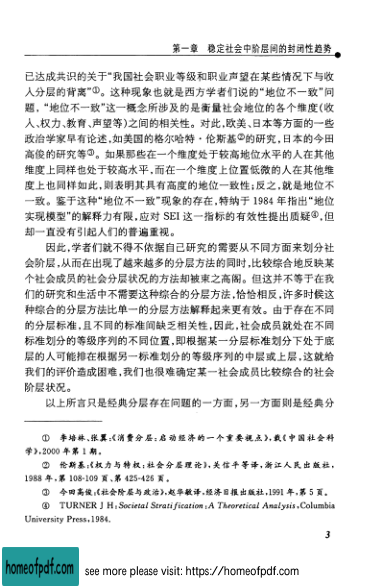 第一章 稳定社会中阶层间的封闭性趋势
已达成共识的关于“我国社会职业等级和职业声望在某些情况下与收
入分层的背离”①。这种现象也就是西方学者们说的“地位不一致”问
题，“地位不一致”这一概念所涉及的是衡量社会地位的各个维度(收
入、权力、教育、声望等)之间的相关性。对此,欧美、日本等方面的一些
政治学家早有论述,如美国的格尔哈特·伦斯基②的研究,日本的今田
高俊的研究等③。如果那些在一个维度处于较高地位水平的人在其他
维度上同样也处于较高水平,而在一个维度上位置低微的人在其他维
度上也同样如此,则表明其具有高度的地位一致性;反之,就是地位不
一致。鉴于这种“地位不一致”现象的存在,特纳于 1984 年指出“地位
实现模型”的解释力有限,应对 SEI 这一指标的有效性提出质疑④,但
却一直没有引起人们的普遍重视。
因此,学者们就不得不依据自己研究的需要从不同方面来划分社
会阶层,从而在出现了越来越多的分层方法的同时,比较综合地反映某
个社会成员的社会分层状况的方法却被束之高阁。但这并不等于在我
们的研究和生活中不需要这种综合的分层方法,恰恰相反,许多时候这
种综合的分层方法比单一的分层方法解释起来更有效。由于存在不同
的分层标准,且不同的标准间缺乏相关性,因此,社会成员就处在不同
标准划分的等级序列的不同位置,即根据某一分层标准划分下处于底
层的人可能排在根据另一标准划分的等级序列的中层或上层,这就给
我们的评价造成困难,我们也很难确定某一社会成员比较综合的社会
阶层状况。
以上所言只是经典分层存在问题的一方面,另一方面则是经典分
① 李培林、张翼:《消费分层:启动经济的一个重要视点》,载《中国社会科
学》,2000 年第 1 期。
② 伦斯基:《权力与特权:社会分层理论》,关信平等译,浙江人民出版社,
1988 年,第 108-109 页、第 425-426 页。
③ 今田高俊:《社会阶层与政治》,赵华敏译,经济日报出版社,1991 年,第 5 页。
④ TURNER J H: Societal Stratification: A Theoretical Analysis, Columbia
University Press, 1984.
3
homeofpdf.com
see more please visit: https://homeofpdf.com